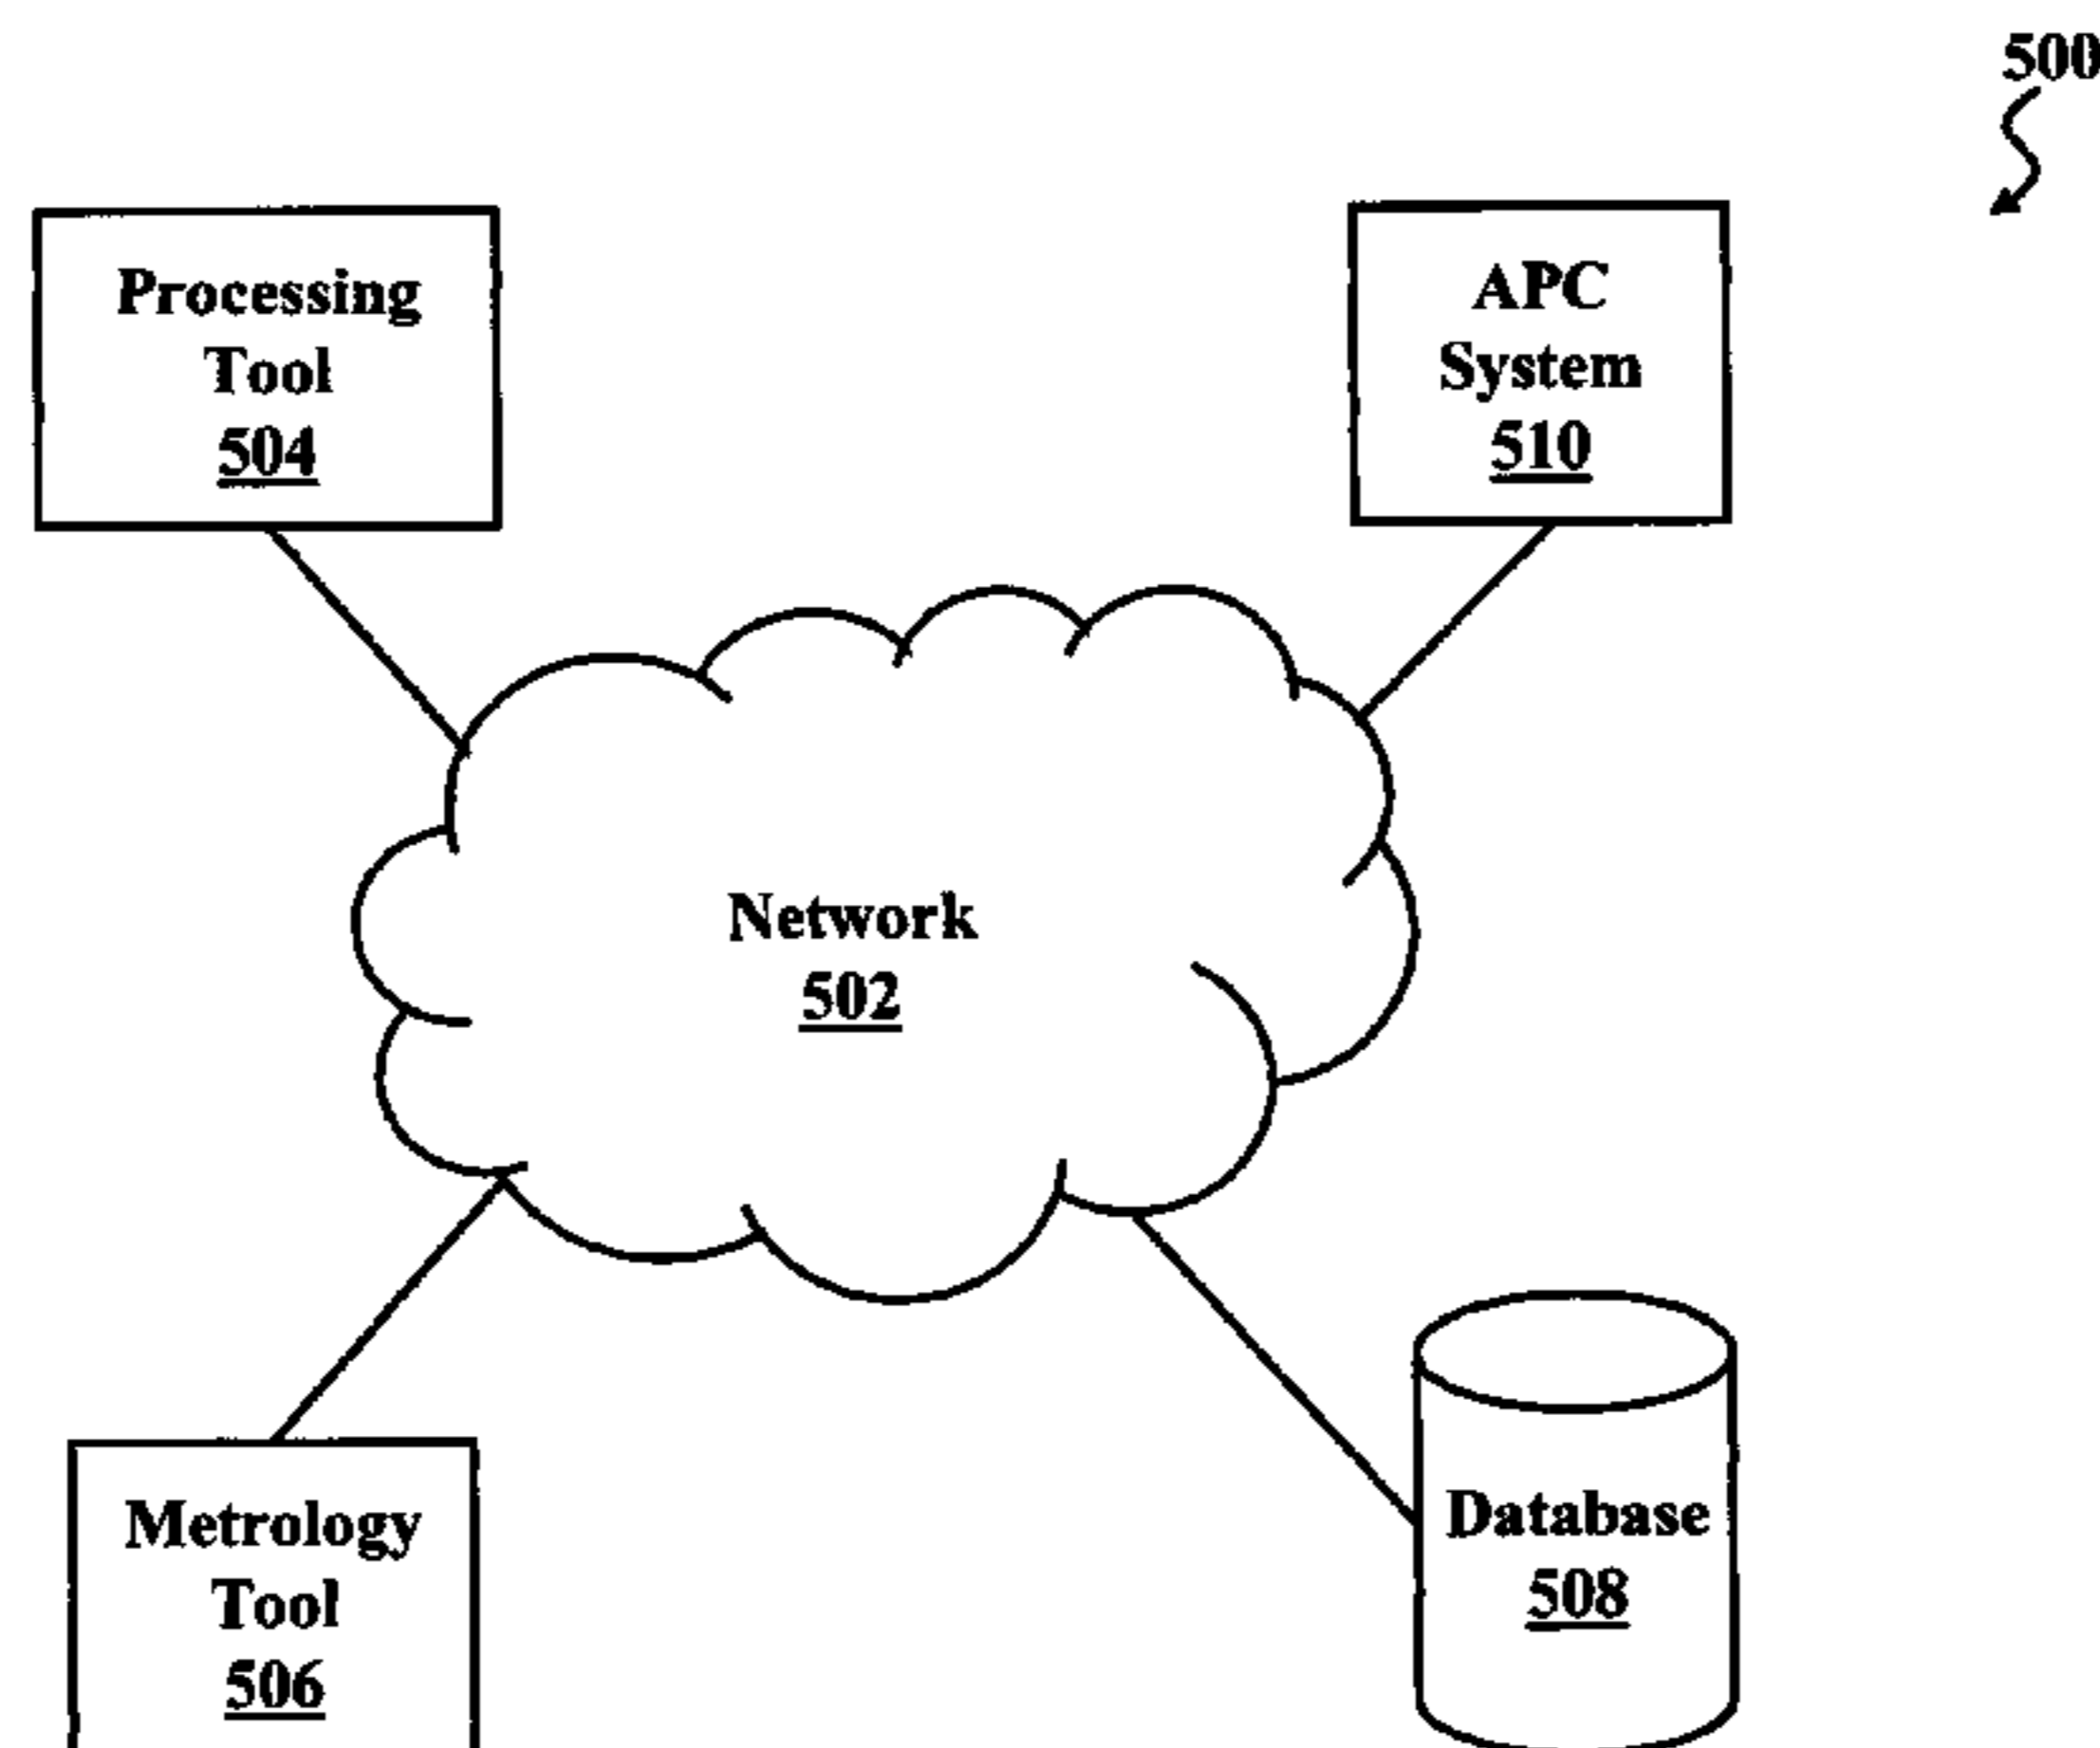 500
Processing
Tool
504
APC
System
510
Network
502
Metrology
Tool
506
Database
508